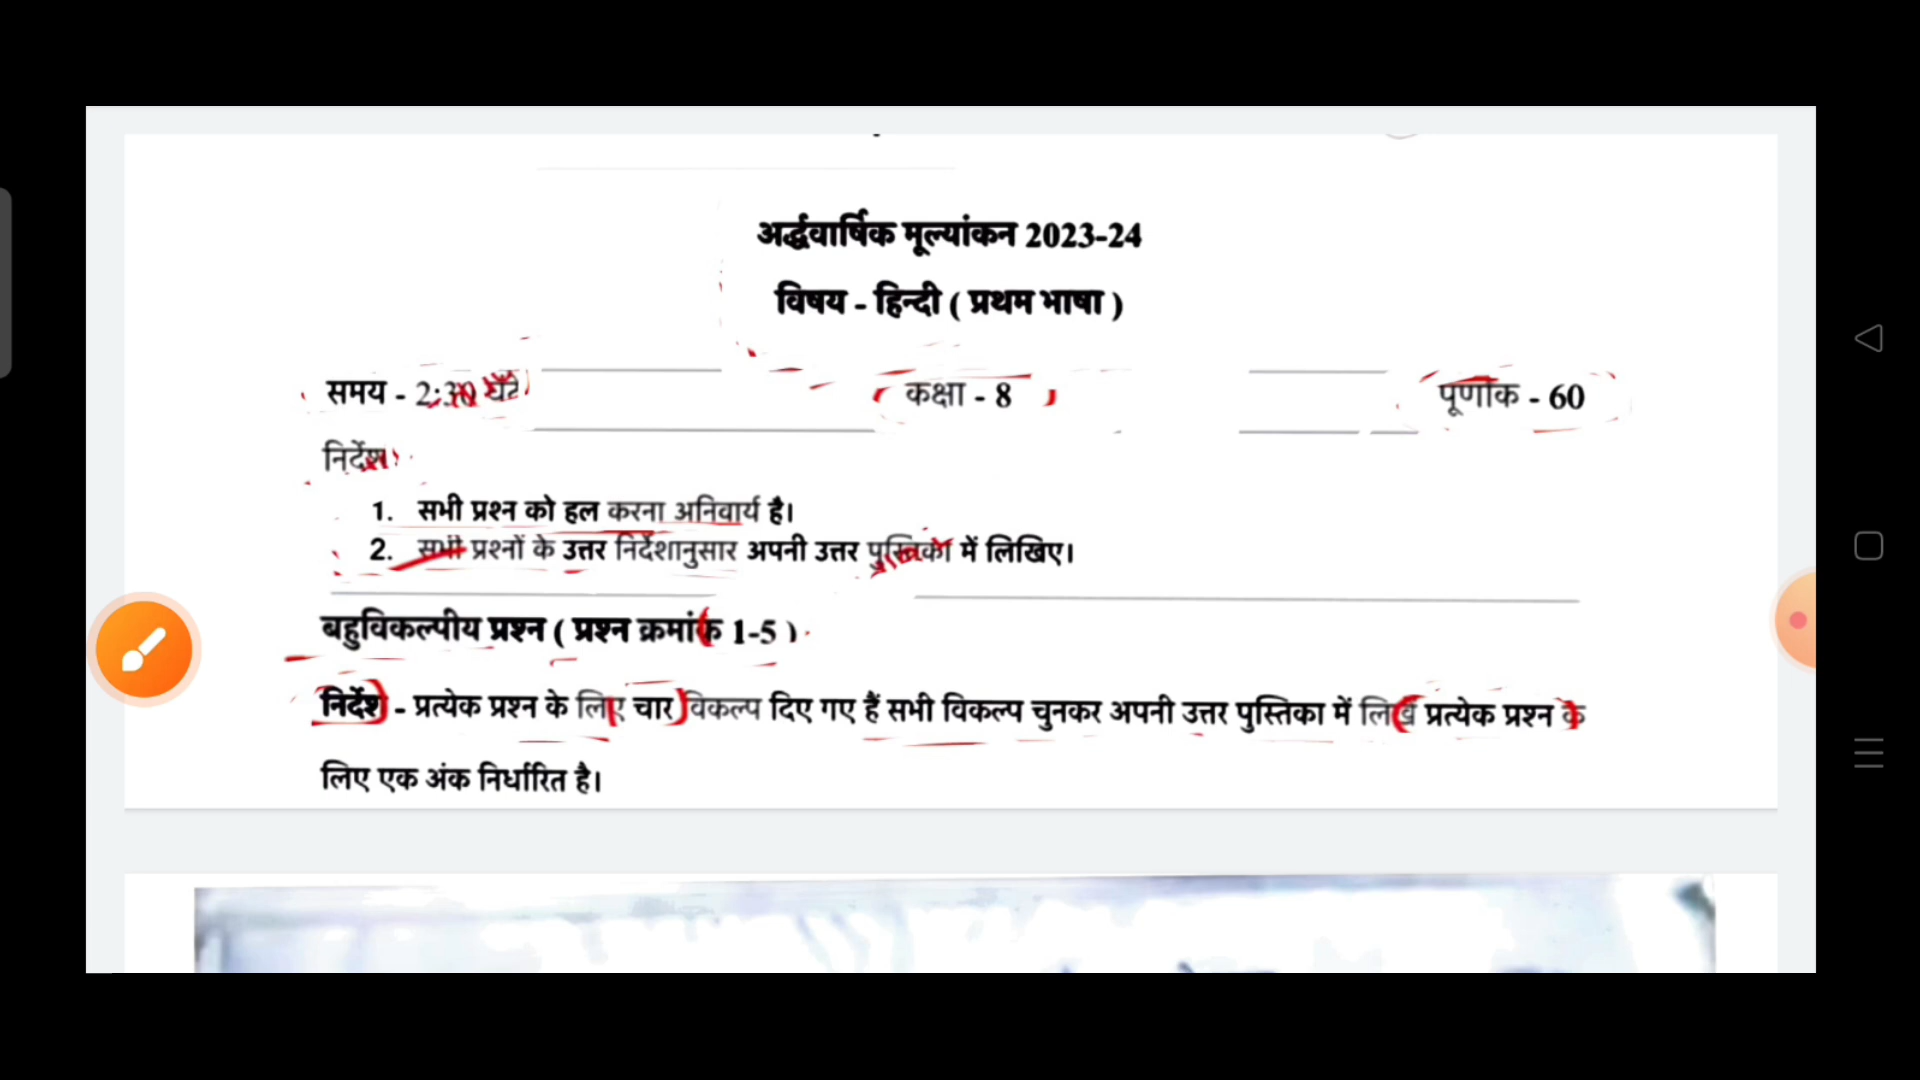 अर्द्धवार्षिक मूल्यांकन 2023-24
विषय - हिन्दी ( प्रथम भाषा )
समय - 2:30 घंटे
कक्षा - 8
पूर्णांक - 60
निर्देश
1. सभी प्रश्न को हल करना अनिवार्य है।
2. सभी प्रश्नों के उत्तर निर्देशानुसार अपनी उत्तर पुस्तिका में लिखिए।
बहुविकल्पीय प्रश्न ( प्रश्न क्रमांक 1-5 )
निर्देश - प्रत्येक प्रश्न के लिए चार विकल्प दिए गए हैं सभी विकल्प चुनकर अपनी उत्तर पुस्तिका में लिखें प्रत्येक प्रश्न के
लिए एक अंक निर्धारित है।